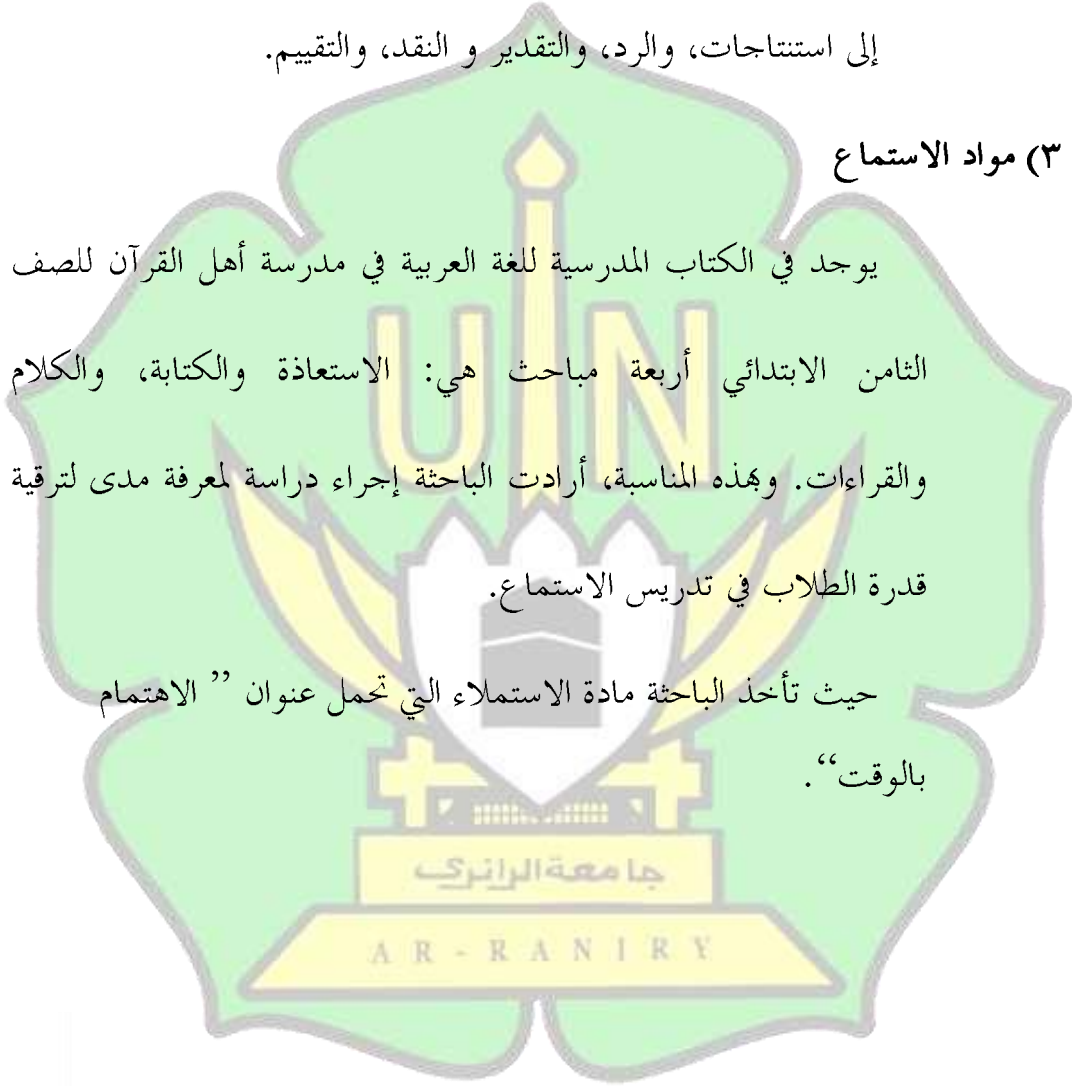 إلى استنتاجات، والرد، والتقدير و النقد، والتقييم.
٣) مواد الاستماع
يوجد في الكتاب المدرسية للغة العربية في مدرسة أهل القرآن للصف
الثامن الابتدائي أربعة مباحث هي: الاستعاذة والكتابة، والكلام
والقراءات. وبهذه المناسبة، أرادت الباحثة إجراء دراسة لمعرفة مدى لترقية
قدرة الطلاب في تدريس الاستماع.
حيث تأخذ الباحثة مادة الاستملاء التي تحمل عنوان ’’ الاهتمام
بالوقت‘‘.
UIN
جامعة الرانري
AR-RANIRY